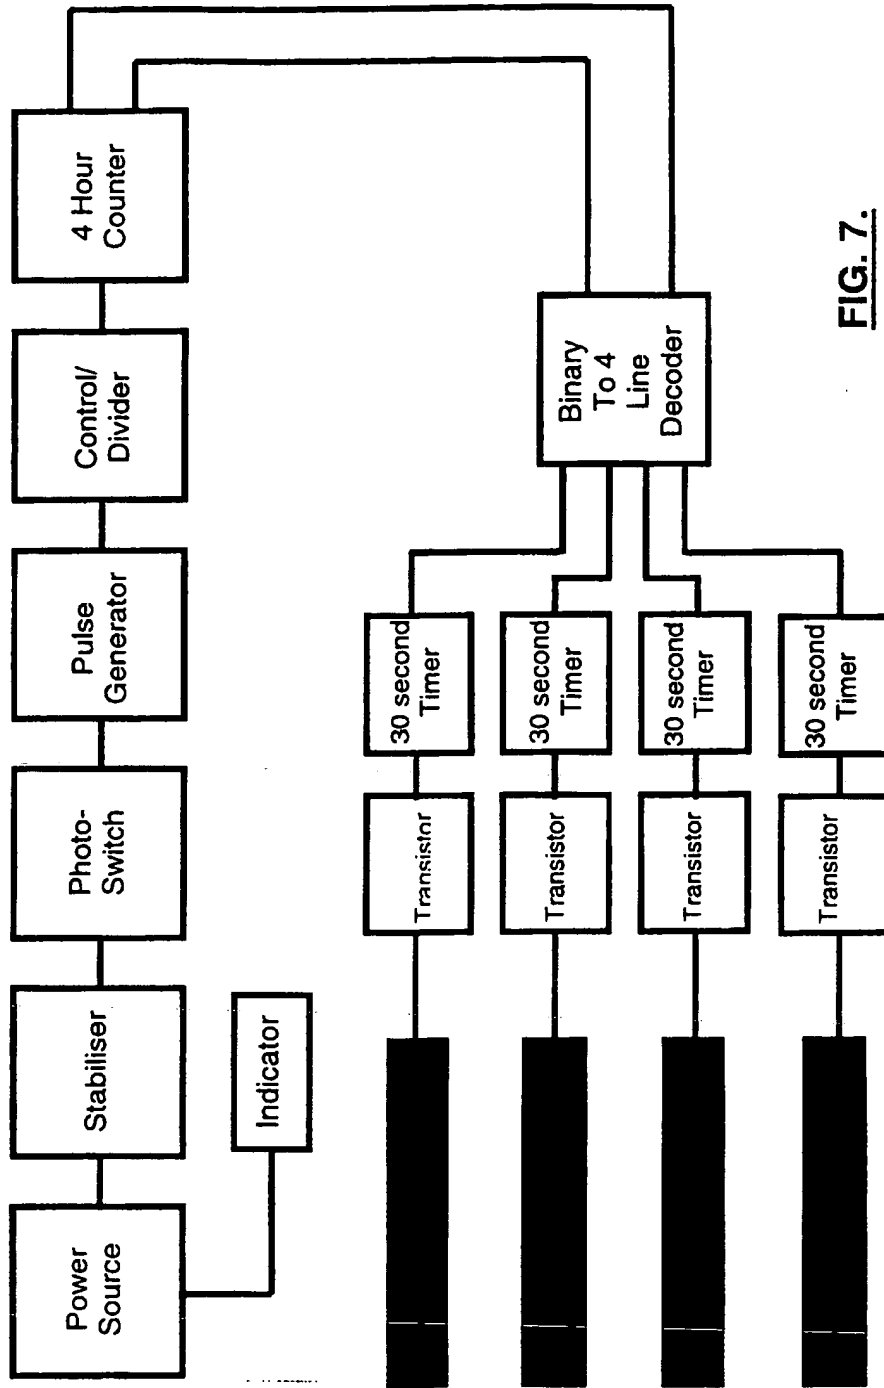 Power
Source
Stabiliser
Photo-
Switch
Pulse
Generator
Control/
Divider
4 Hour
Counter
Indicator
Transistor
30 second
Timer
Transistor
30 second
Timer
Transistor
30 second
Timer
Transistor
30 second
Timer
Binary
To 4
Line
Decoder
FIG. 7.